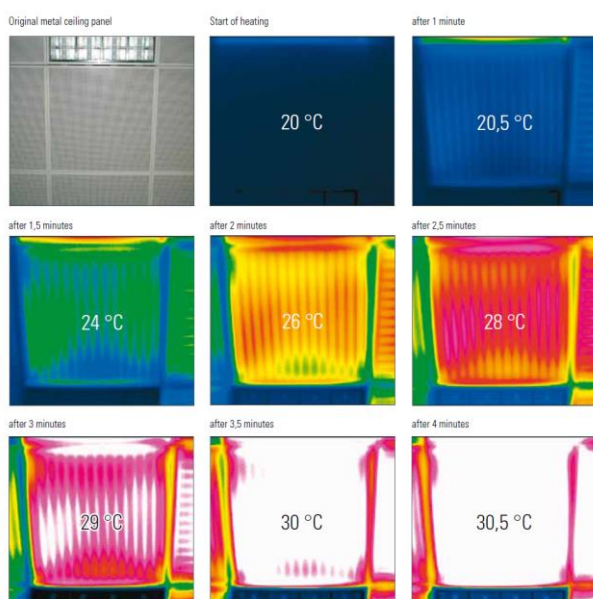 Original metal ceiling panel
Start of heating
after 1 minute
20 °C
20,5 °C
after 1,5 minutes
after 2 minutes
after 2,5 minutes
24 °C
26 °C
28 °C
after 3 minutes
after 3,5 minutes
after 4 minutes
29 °C
30 °C
30,5 °C